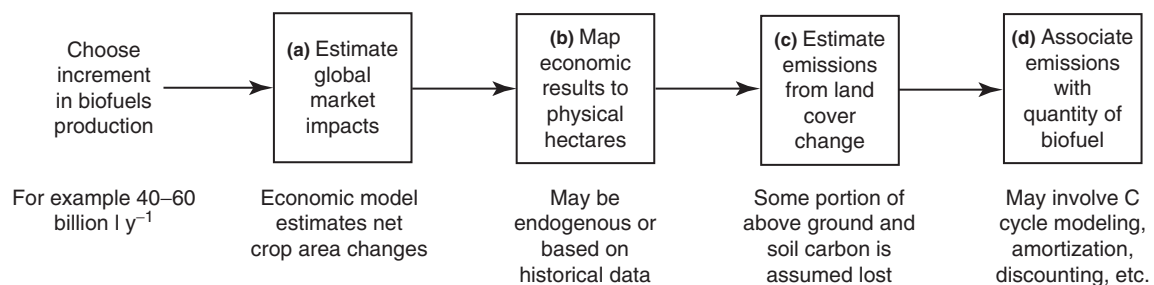 Choose
increment
in biofuels
production
(a) Estimate
global
market
impacts
(b) Map
economic
results to
physical
hectares
(c) Estimate
emissions
from land
cover
change
(d) Associate
emissions
with
quantity of
biofuel
For example 40–60
billion l y⁻¹
Economic model
estimates net
crop area changes
May be
endogenous or
based on
historical data
Some portion of
above ground and
soil carbon is
assumed lost
May involve C
cycle modeling,
amortization,
discounting, etc.